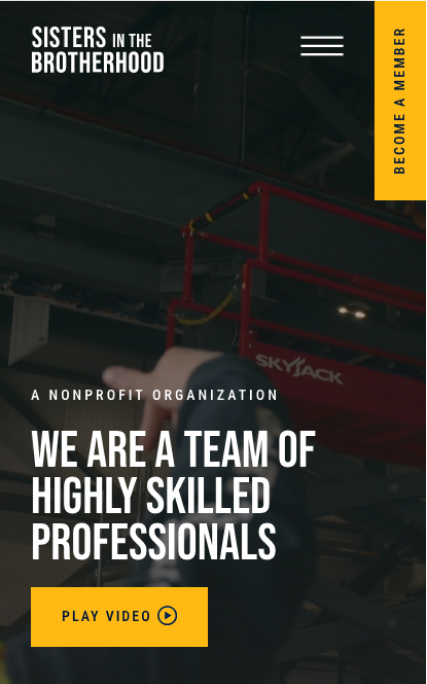 SISTERS IN THE
BROTHERHOOD
BECOME A MEMBER
SKYJACK
A NONPROFIT ORGANIZATION
WE ARE A TEAM OF
HIGHLY SKILLED
PROFESSIONALS
PLAY VIDEO